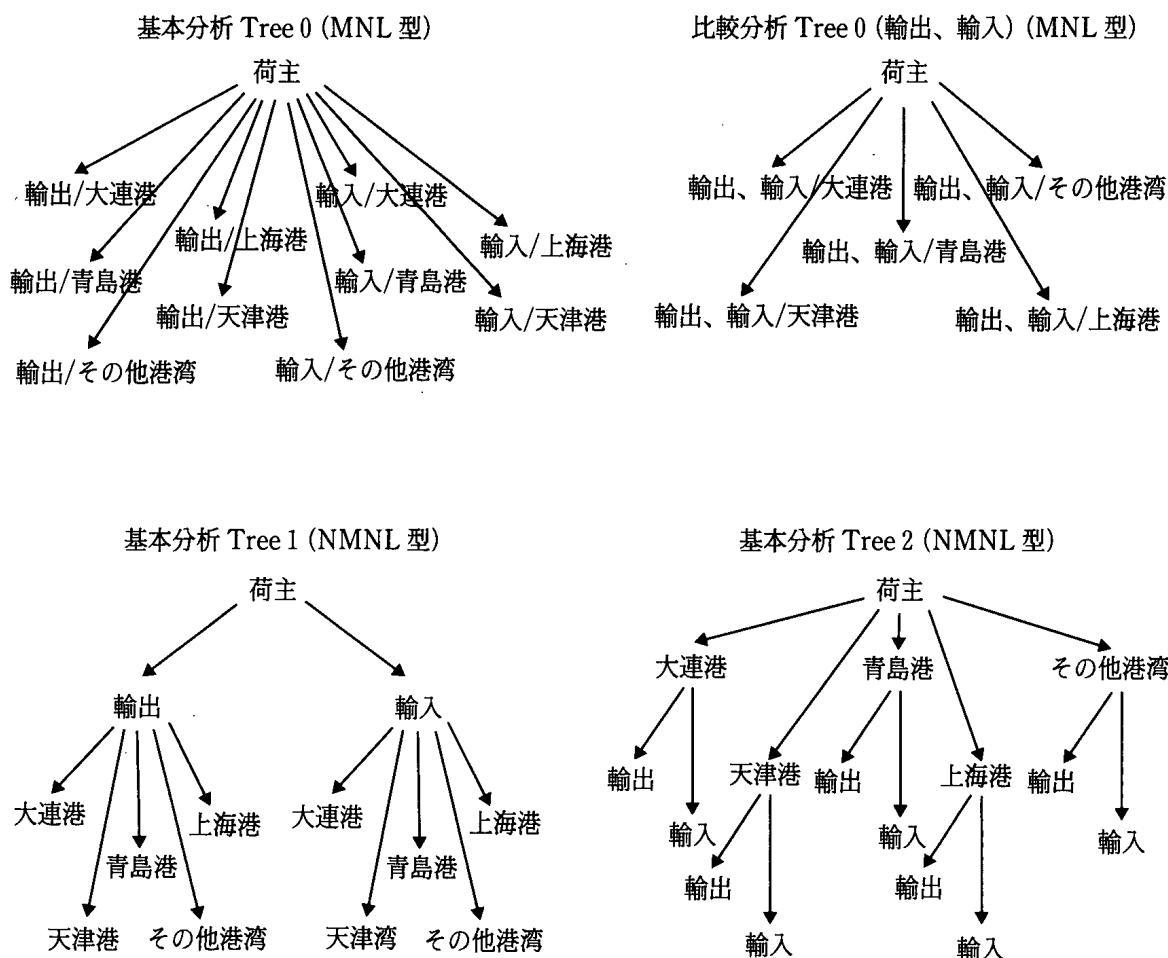 基本分析 Tree 0 (MNL 型)
荷主
輸出/大連港
輸入/大連港
輸出/上海港
輸入/上海港
輸出/青島港
輸入/青島港
輸出/天津港
輸入/天津港
輸出/その他港湾
輸入/その他港湾
比較分析 Tree 0 (輸出、輸入) (MNL 型)
荷主
輸出、輸入/大連港
輸出、輸入/その他港湾
輸出、輸入/青島港
輸出、輸入/天津港
輸出、輸入/上海港
基本分析 Tree 1 (NMNL 型)
荷主
輸出
輸入
大連港
上海港
大連港
上海港
青島港
青島港
天津港
その他港湾
天津湾
その他港湾
基本分析 Tree 2 (NMNL 型)
荷主
大連港
青島港
その他港湾
輸出
天津港
輸出
上海港
輸出
輸入
輸入
輸入
輸出
輸出
輸入
輸入